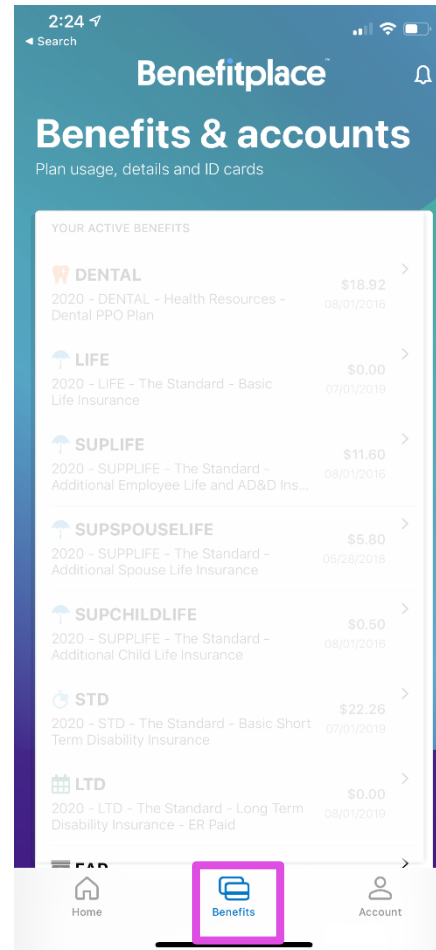 2:24
◄ Search
Benefitplace™
Benefits & accounts
Plan usage, details and ID cards
YOUR ACTIVE BENEFITS
DENTAL
$18.92
2020 - DENTAL - Health Resources -
08/01/2016
Dental PPO Plan
LIFE
$0.00
2020 - LIFE - The Standard - Basic
07/01/2019
Life Insurance
SUPLIFE
$11.60
2020 - SUPPLIFE - The Standard -
08/01/2016
Additional Employee Life and AD&D Ins...
SUPSPOUSELIFE
$5.80
2020 - SUPPLIFE - The Standard -
05/28/2018
Additional Spouse Life Insurance
SUPCHILDLIFE
$0.50
2020 - SUPPLIFE - The Standard -
08/01/2016
Additional Child Life Insurance
STD
$22.26
2020 - STD - The Standard - Basic Short
07/01/2019
Term Disability Insurance
LTD
$0.00
2020 - LTD - The Standard - Long Term
08/01/2019
Disability Insurance - ER Paid
Home
Benefits
Account